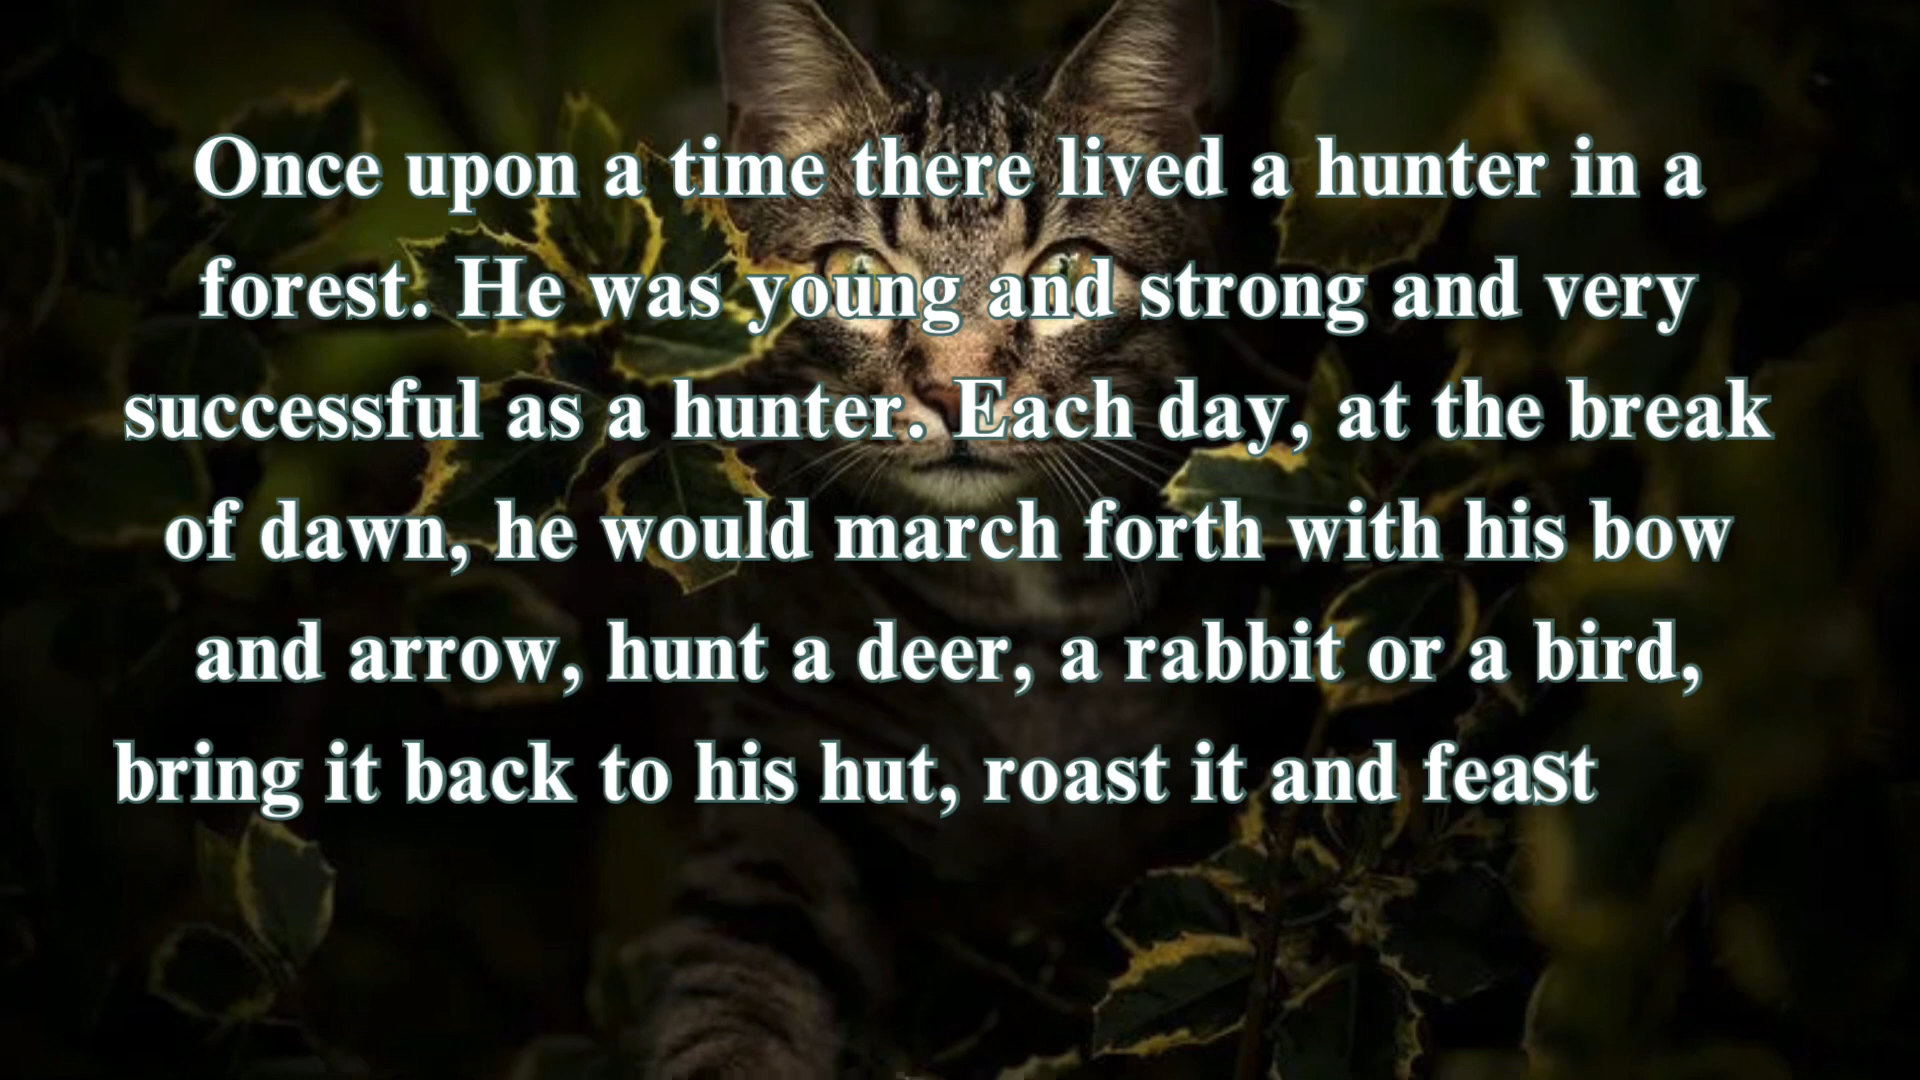 Once upon a time there lived a hunter in a
forest. He was young and strong and very
successful as a hunter. Each day, at the break
of dawn, he would march forth with his bow
and arrow, hunt a deer, a rabbit or a bird,
bring it back to his hut, roast it and feast